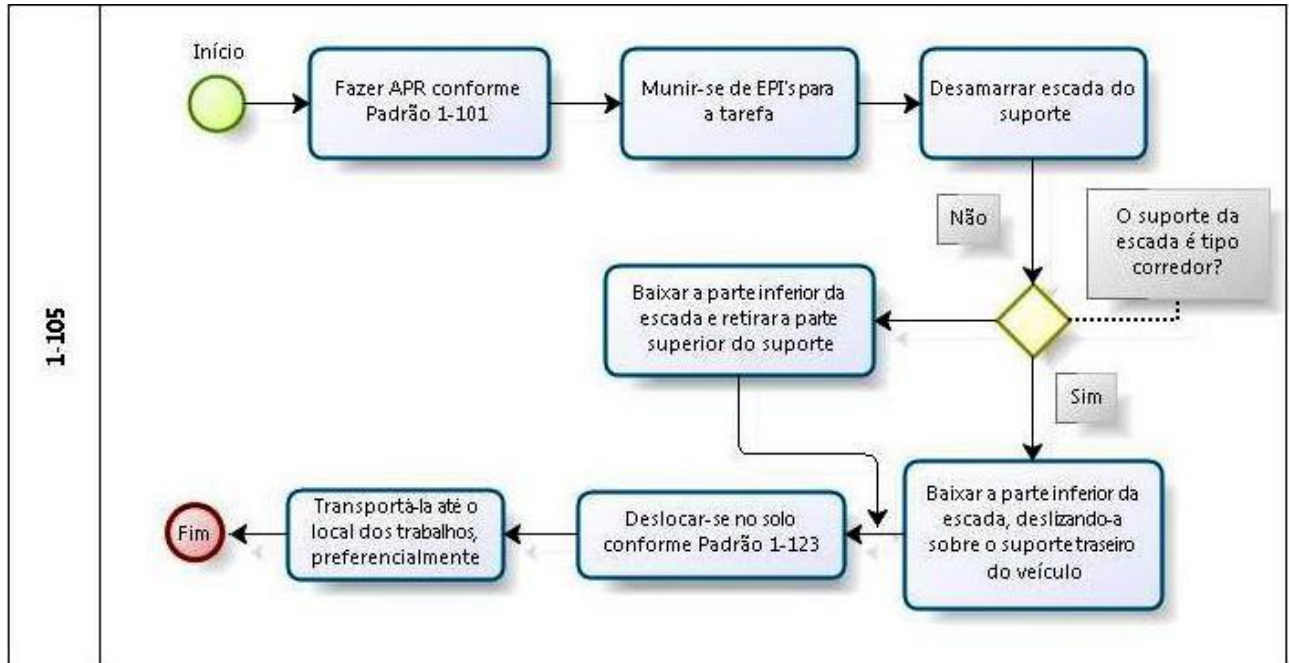 1-105
Início
Fazer APR conforme
Padrão 1-101
Munir-se de EPI's para
a tarefa
Desamarrar escada do
suporte
Não
O suporte da
escada é tipo
corredor?
Baixar a parte inferior da
escada e retirar a parte
superior do suporte
Sim
Baixar a parte inferior da
escada, deslizando-a
sobre o suporte traseiro
do veículo
Deslocar-se no solo
conforme Padrão 1-123
Transportá-la até o
local dos trabalhos,
preferencialmente
Fim